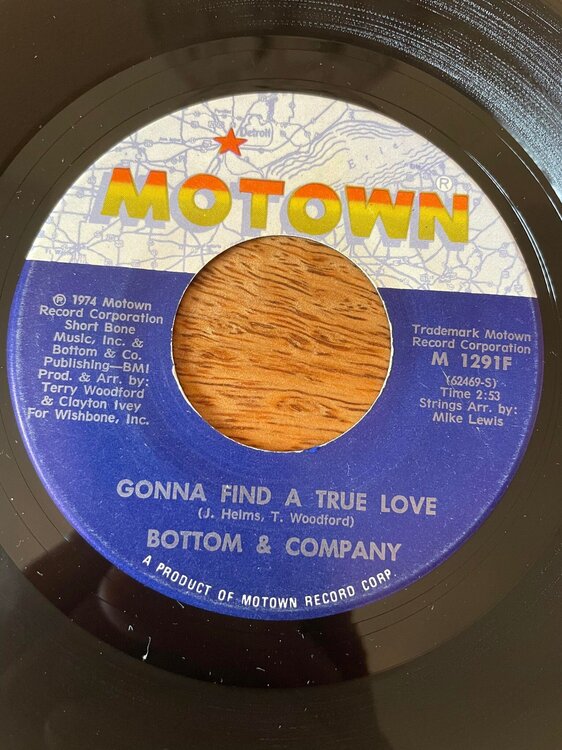 Detroit
Erie
MOTOWN®
℗ 1974 Motown
Record Corporation
Short Bone
Music, Inc. &
Bottom & Co.
Publishing—BMI
Prod. & Arr. by:
Terry Woodford
& Clayton Ivey
For Wishbone, Inc.
Trademark Motown
Record Corporation
M 1291F
(62469-S)
Time 2:53
Strings Arr. by:
Mike Lewis
GONNA FIND A TRUE LOVE
(J. Helms, T. Woodford)
BOTTOM & COMPANY
A PRODUCT OF MOTOWN RECORD CORP.